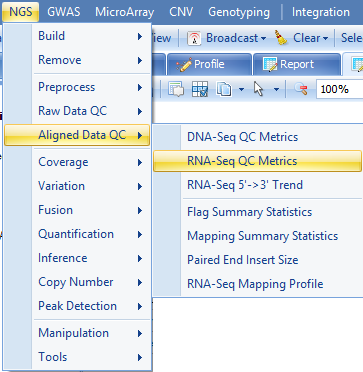 NGS GWAS MicroArray CNV Genotyping Integration
Build
Broadcast Clear
Remove
Profile Report
Preprocess
100%
Raw Data QC
Aligned Data QC
DNA-Seq QC Metrics
Coverage
RNA-Seq QC Metrics
Variation
RNA-Seq 5'->3' Trend
Fusion
Flag Summary Statistics
Quantification
Mapping Summary Statistics
Inference
Paired End Insert Size
Copy Number
RNA-Seq Mapping Profile
Peak Detection
Manipulation
Tools